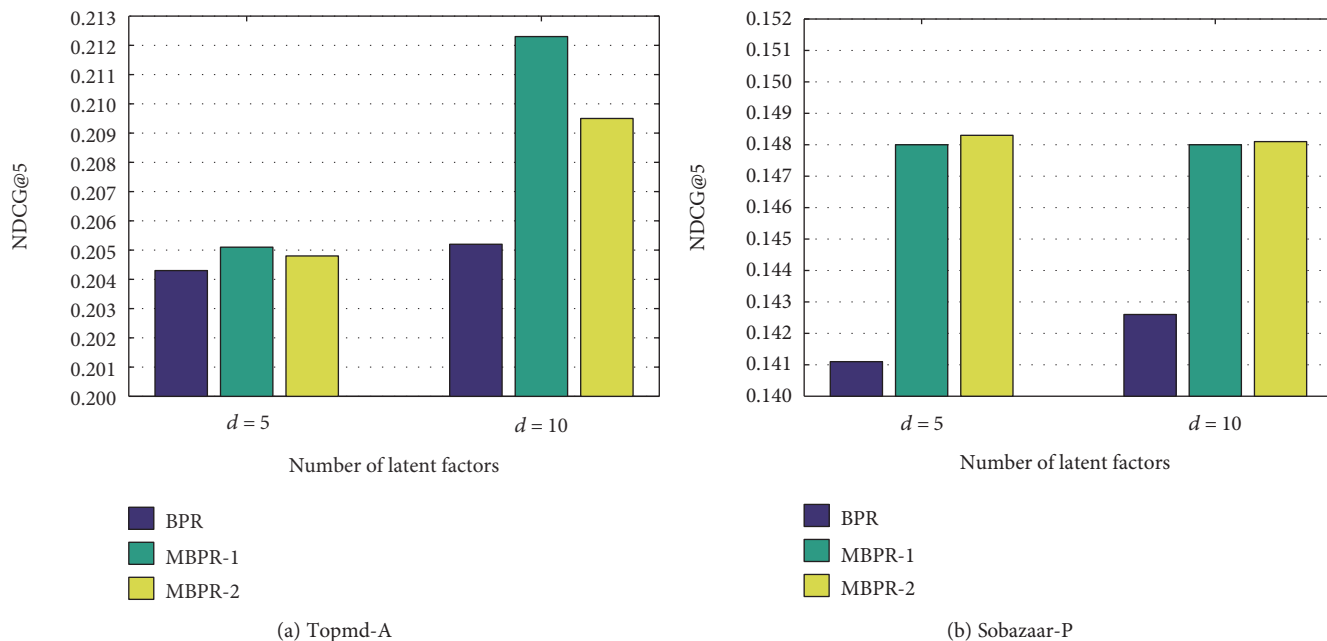 0.213
0.212
0.211
0.210
0.209
0.208
0.207
0.206
0.205
0.204
0.203
0.202
0.201
0.200
NDCG@5
d = 5
d = 10
Number of latent factors
BPR
MBPR-1
MBPR-2
(a) Topmd-A
0.152
0.151
0.150
0.149
0.148
0.147
0.146
0.145
0.144
0.143
0.142
0.141
0.140
NDCG@5
d = 5
d = 10
Number of latent factors
BPR
MBPR-1
MBPR-2
(b) Sobazaar-P